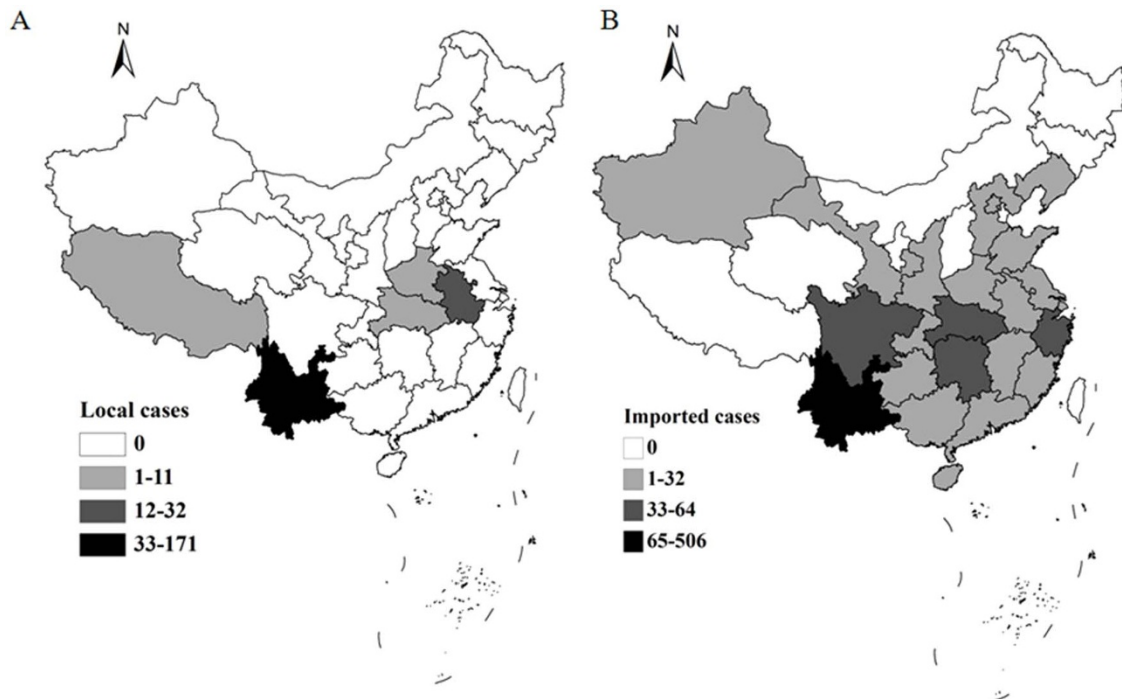 A
N
Local cases
0
1-11
12-32
33-171
B
N
Imported cases
0
1-32
33-64
65-506